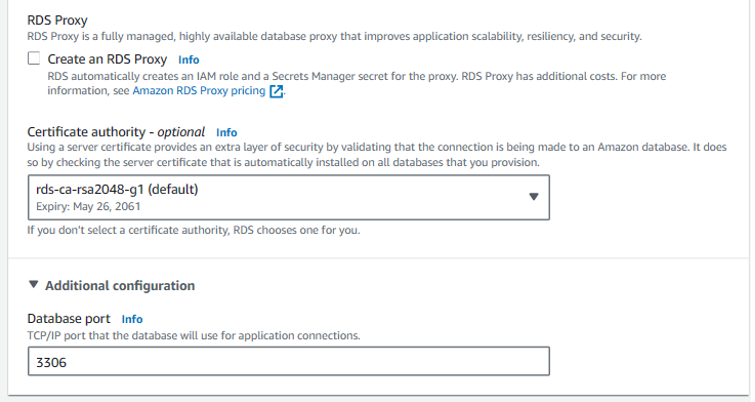 RDS Proxy
RDS Proxy is a fully managed, highly available database proxy that improves application scalability, resiliency, and security.
Create an RDS Proxy Info
RDS automatically creates an IAM role and a Secrets Manager secret for the proxy. RDS Proxy has additional costs. For more
information, see Amazon RDS Proxy pricing.
Certificate authority - optional Info
Using a server certificate provides an extra layer of security by validating that the connection is being made to an Amazon database. It does
so by checking the server certificate that is automatically installed on all databases that you provision.
rds-ca-rsa2048-g1 (default)
Expiry: May 26, 2061
If you don't select a certificate authority, RDS chooses one for you.
Additional configuration
Database port Info
TCP/IP port that the database will use for application connections.
3306